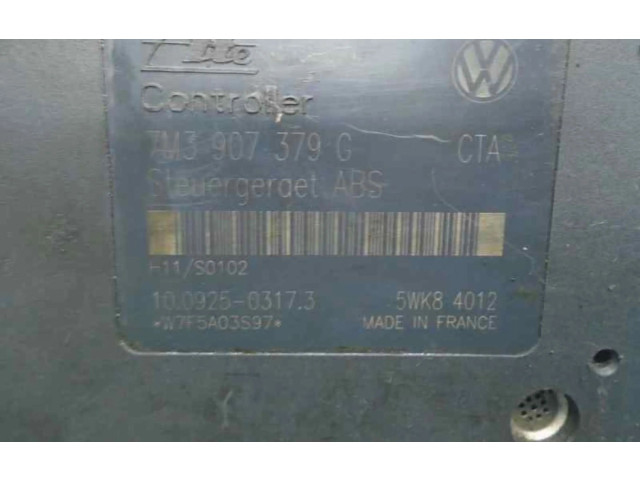 Ate
Controller
7M3 907 379 G CTA
Steuergeraet ABS
H11/S0102
10.0925-0317.3 5WK8 4012
*W7F5A03S97* MADE IN FRANCE